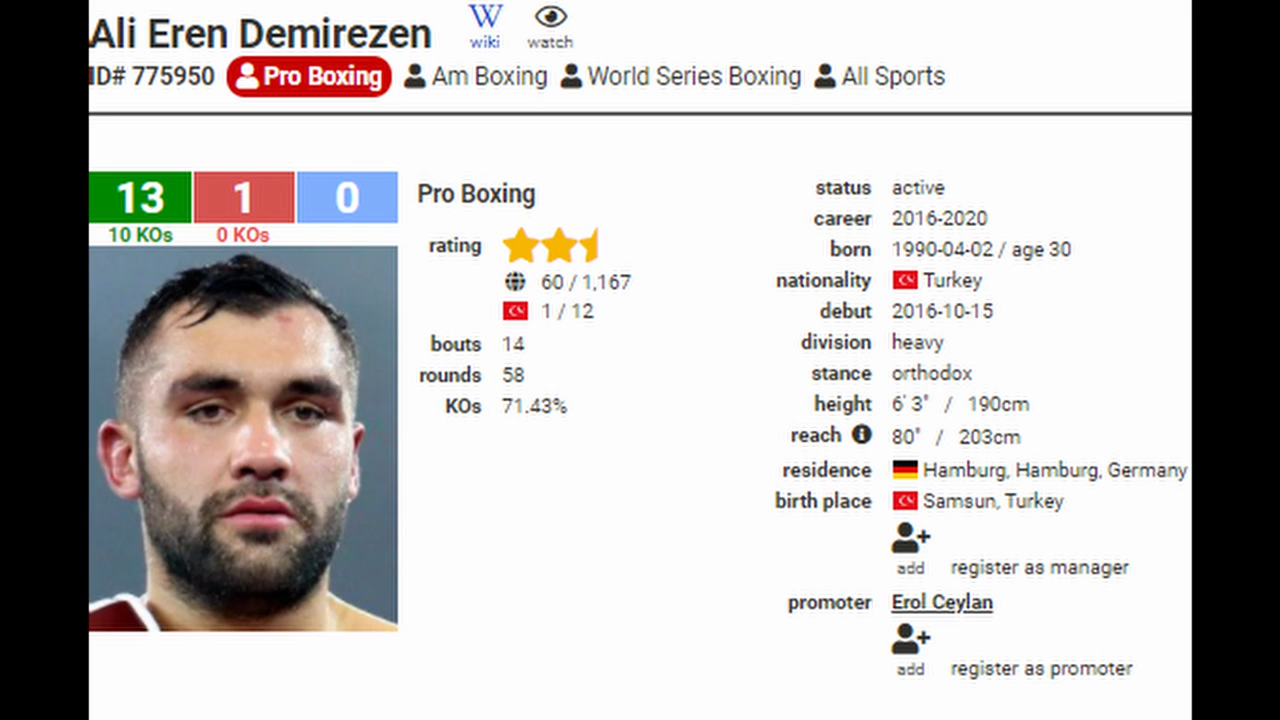 Ali Eren Demirezen
wiki
watch
ID# 775950 Pro Boxing Am Boxing World Series Boxing All Sports
13 1 0
10 KOs 0 KOs
Pro Boxing
rating
60 / 1,167
1 / 12
bouts 14
rounds 58
KOs 71.43%
status active
career 2016-2020
born 1990-04-02 / age 30
nationality Turkey
debut 2016-10-15
division heavy
stance orthodox
height 6' 3" / 190cm
reach 80" / 203cm
residence Hamburg, Hamburg, Germany
birth place Samsun, Turkey
add register as manager
promoter Erol Ceylan
add register as promoter